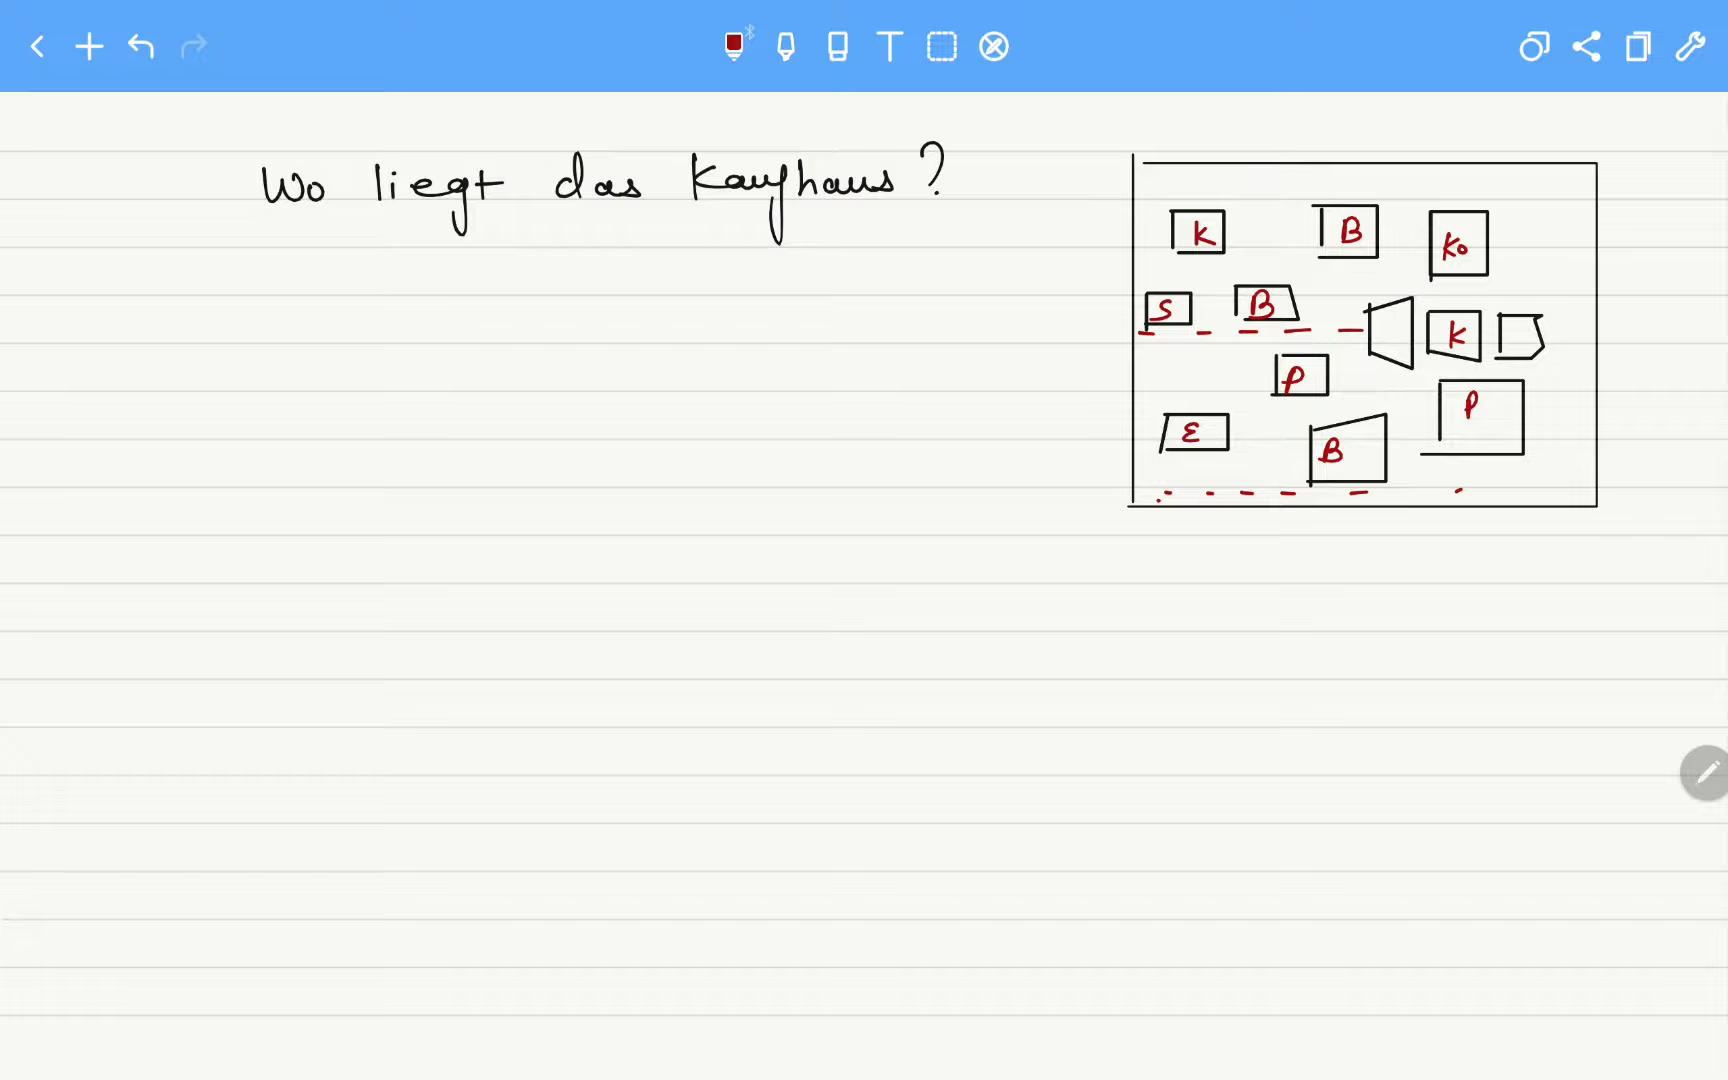 Wo liegt das Kaufhaus?
K B Ko
S B K
P P
E B